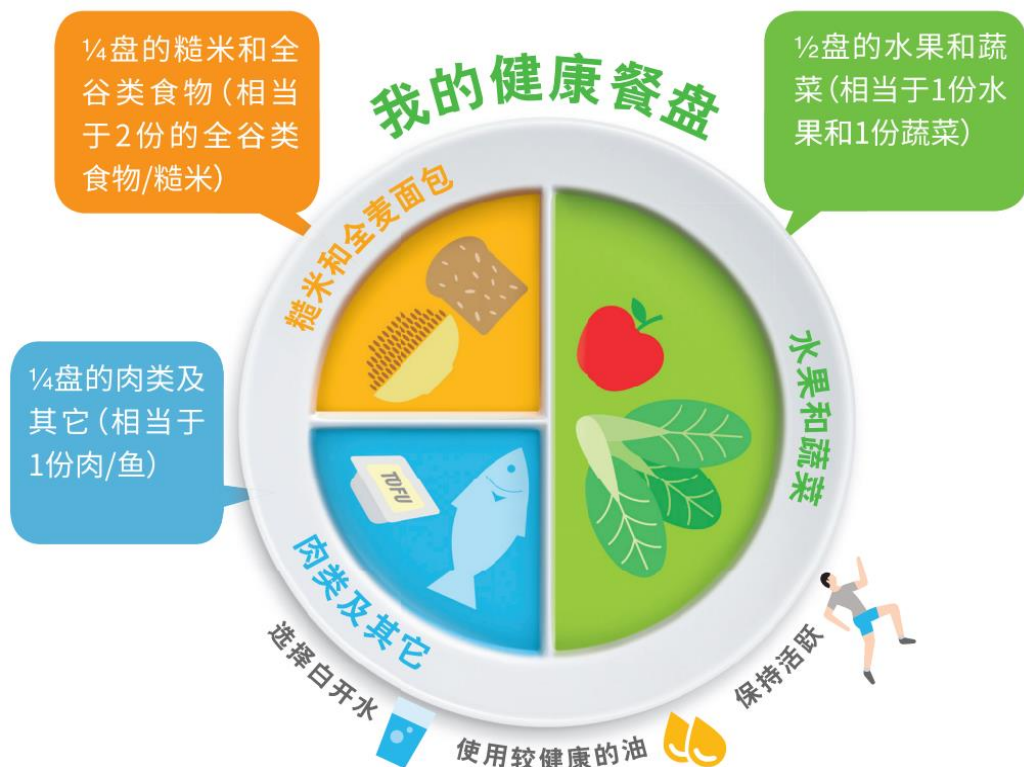 我的健康餐盘
¼盘的糙米和全
谷类食物（相当
于2份的全谷类
食物/糙米）
½盘的水果和蔬
菜（相当于1份水
果和1份蔬菜）
糙米和全麦面包
水果和蔬菜
¼盘的肉类及
其它（相当于
1份肉/鱼）
TOFU
肉类及其它
选择白开水
使用较健康的油
保持活跃